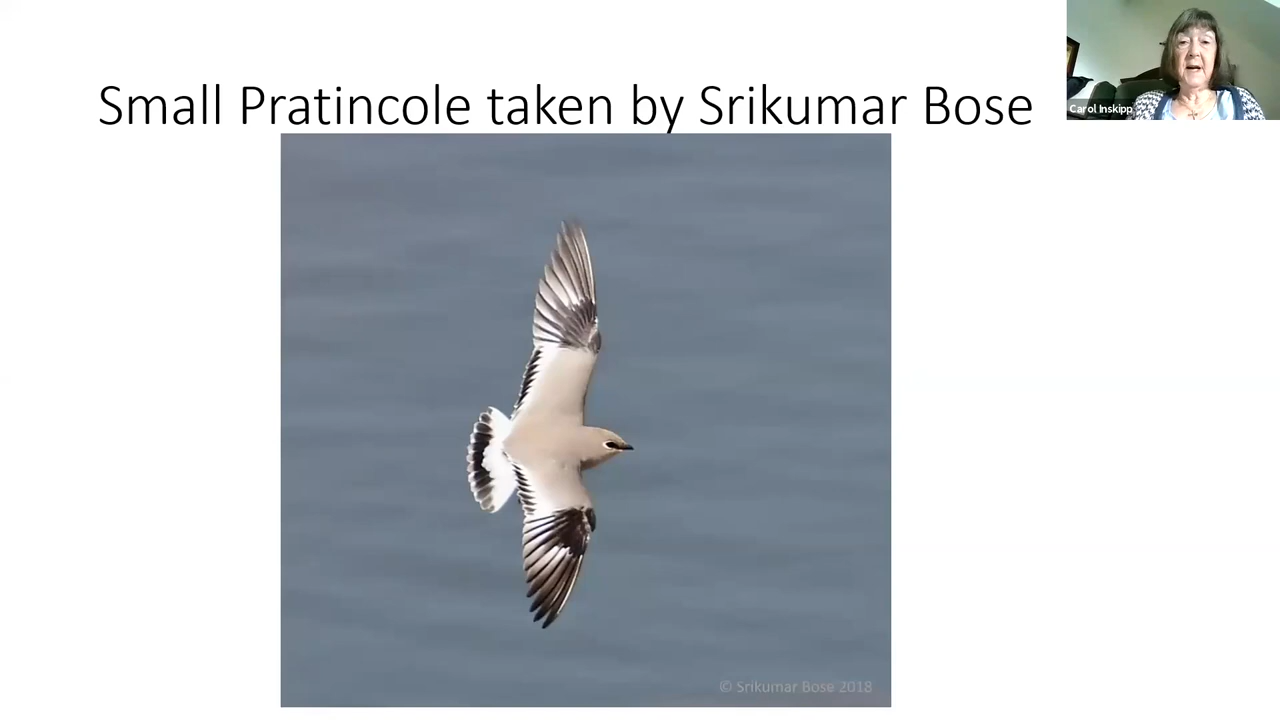 Small Pratincole taken by Srikumar Bose
Carol Inskipp
© Srikumar Bose 2018